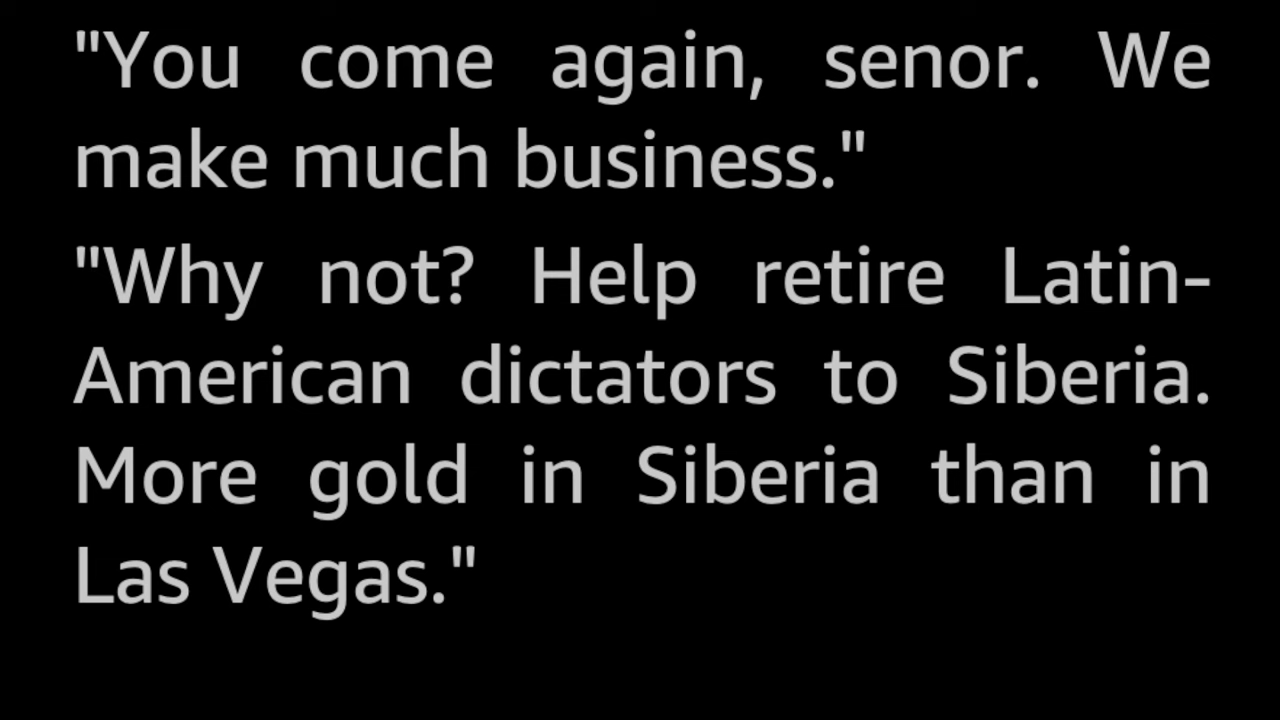 "You come again, senor. We
make much business."
"Why not? Help retire Latin-
American dictators to Siberia.
More gold in Siberia than in
Las Vegas."